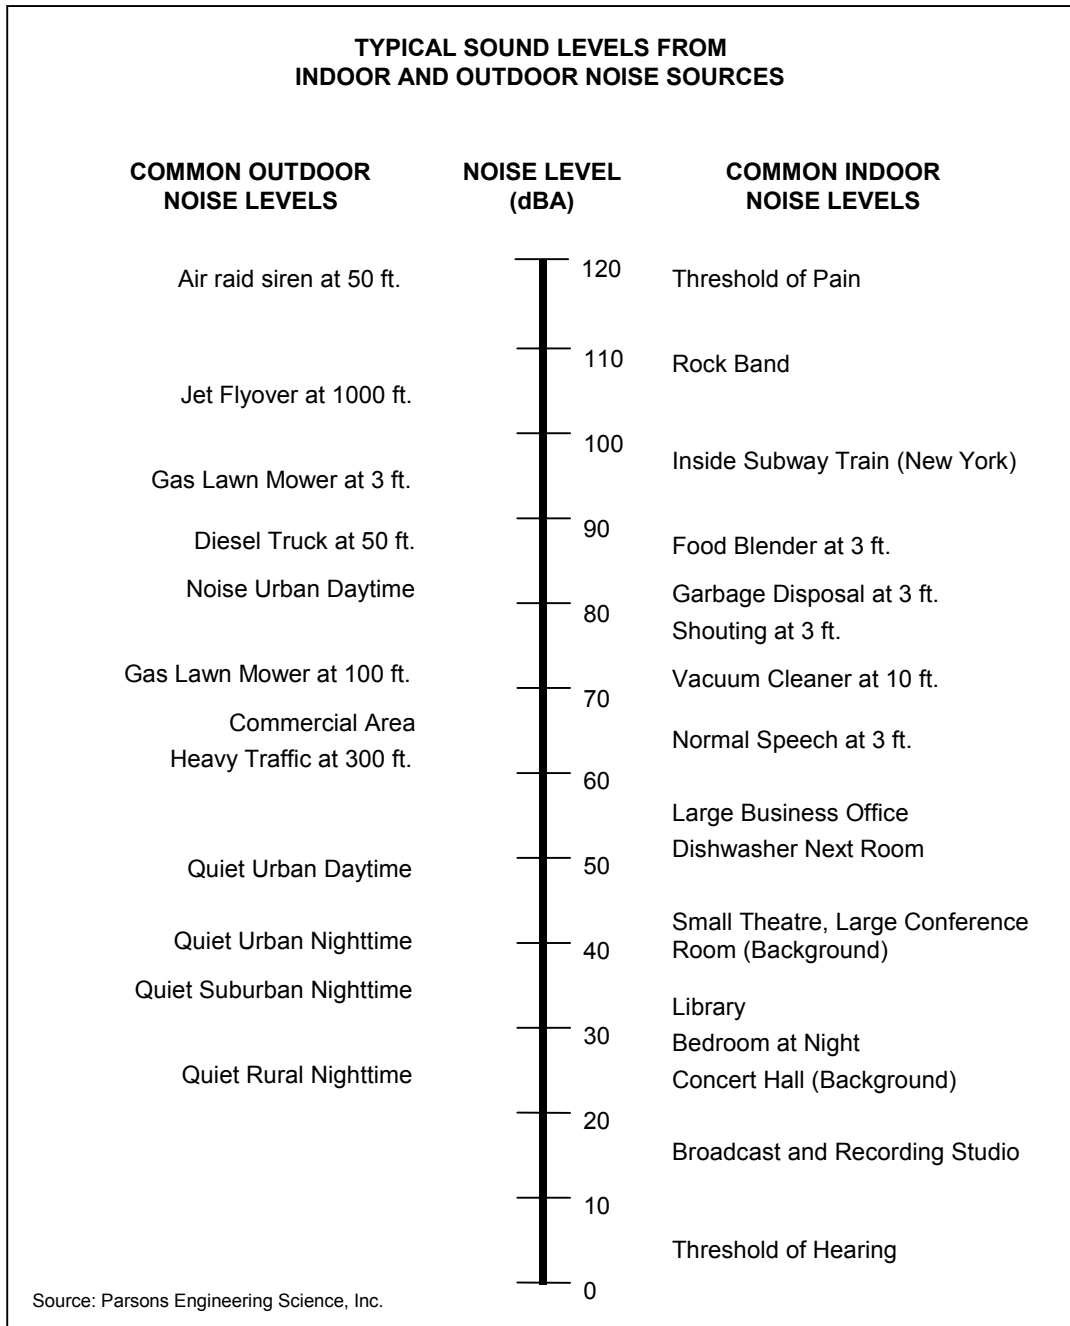 TYPICAL SOUND LEVELS FROM
INDOOR AND OUTDOOR NOISE SOURCES
COMMON OUTDOOR
NOISE LEVELS
NOISE LEVEL
(dBA)
COMMON INDOOR
NOISE LEVELS
Air raid siren at 50 ft.
120
Threshold of Pain
110
Rock Band
Jet Flyover at 1000 ft.
100
Inside Subway Train (New York)
Gas Lawn Mower at 3 ft.
90
Diesel Truck at 50 ft.
Food Blender at 3 ft.
Noise Urban Daytime
Garbage Disposal at 3 ft.
80
Shouting at 3 ft.
Gas Lawn Mower at 100 ft.
Vacuum Cleaner at 10 ft.
70
Commercial Area
Normal Speech at 3 ft.
Heavy Traffic at 300 ft.
60
Large Business Office
Dishwasher Next Room
50
Quiet Urban Daytime
Small Theatre, Large Conference
Room (Background)
Quiet Urban Nighttime
40
Quiet Suburban Nighttime
Library
30
Bedroom at Night
Quiet Rural Nighttime
Concert Hall (Background)
20
Broadcast and Recording Studio
10
Threshold of Hearing
0
Source: Parsons Engineering Science, Inc.